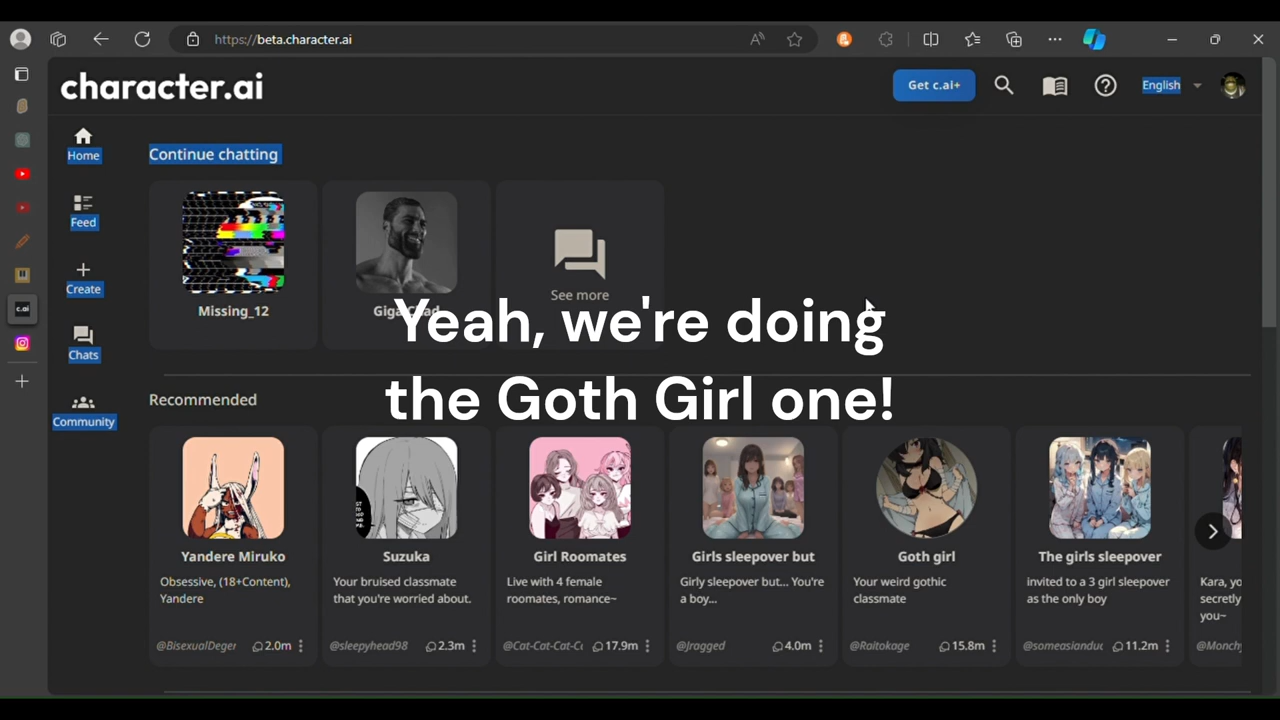 https://beta.character.ai
character.ai
Get c.ai+
English
Home
Feed
Create
Chats
Community
c.ai
Continue chatting
Missing_12
See more
Yeah, we're doing
the Goth Girl one!
Recommended
Yandere Miruko
Obsessive, (18+Content),
Yandere
@BisexualDeger
2.0m
Suzuka
Your bruised classmate
that you're worried about.
@sleepyhead98
2.3m
Girl Roomates
Live with 4 female
roomates, romance~
17.9m
Girls sleepover but
Girly sleepover but... You're
a boy...
@Jragged
4.0m
Goth girl
Your weird gothic
classmate
@Raitokage
15.8m
The girls sleepover
invited to a 3 girl sleepover
as the only boy
11.2m
Kara, yo
secretly
you~
@Monchy